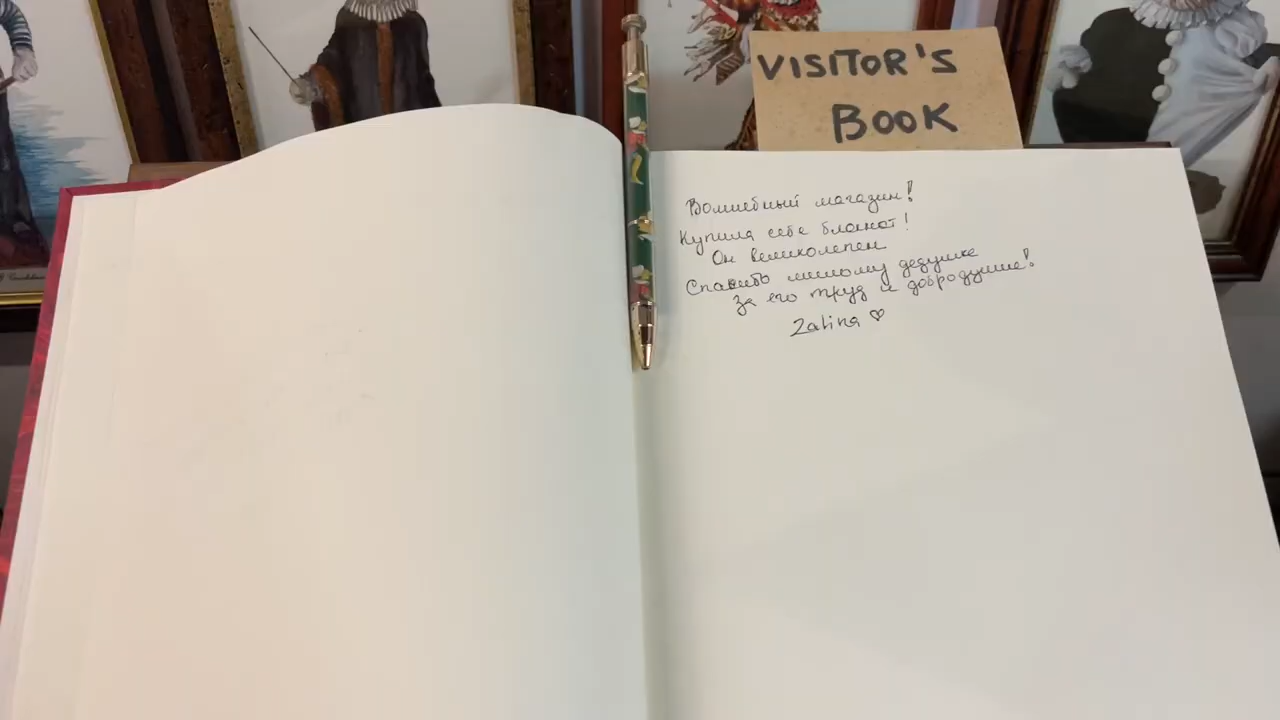 VISITOR'S
BOOK
Волшебный магазин!
Купила себе блокнот!
Он великолепен
Спасибо милому дедушке
За его труд и добродушие!
Zalina ♡